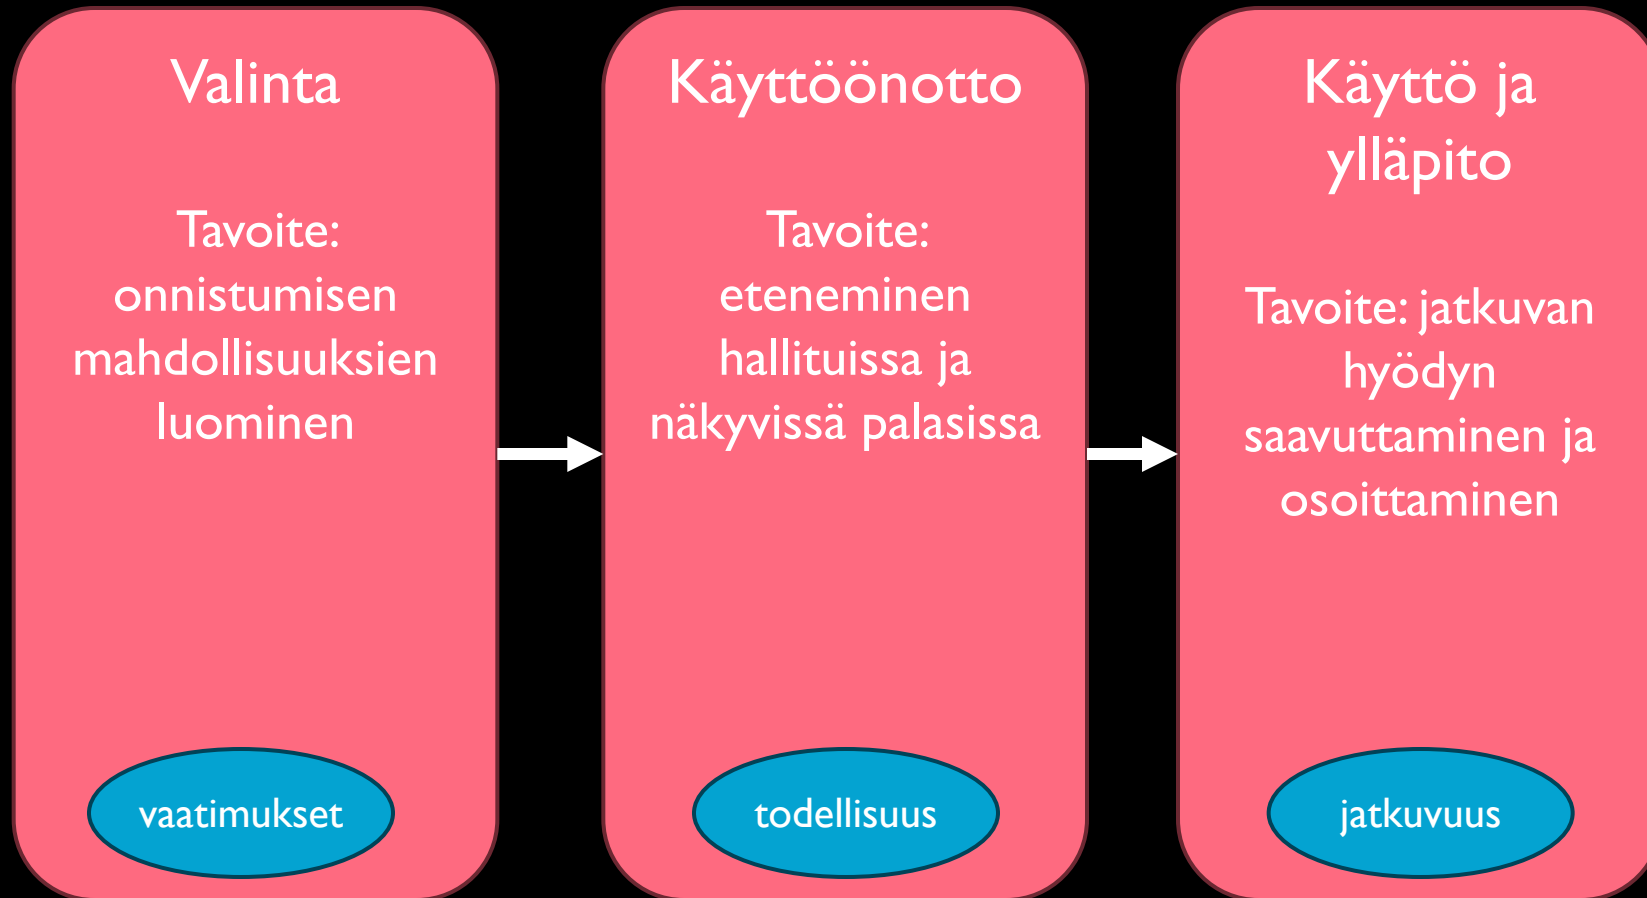 Valinta
Tavoite:
onnistumisen
mahdollisuuksien
luominen
vaatimukset
Käyttöönotto
Tavoite:
eteneminen
hallituissa ja
näkyvissä palasissa
todellisuus
Käyttö ja
ylläpito
Tavoite: jatkuvan
hyödyn
saavuttaminen ja
osoittaminen
jatkuvuus